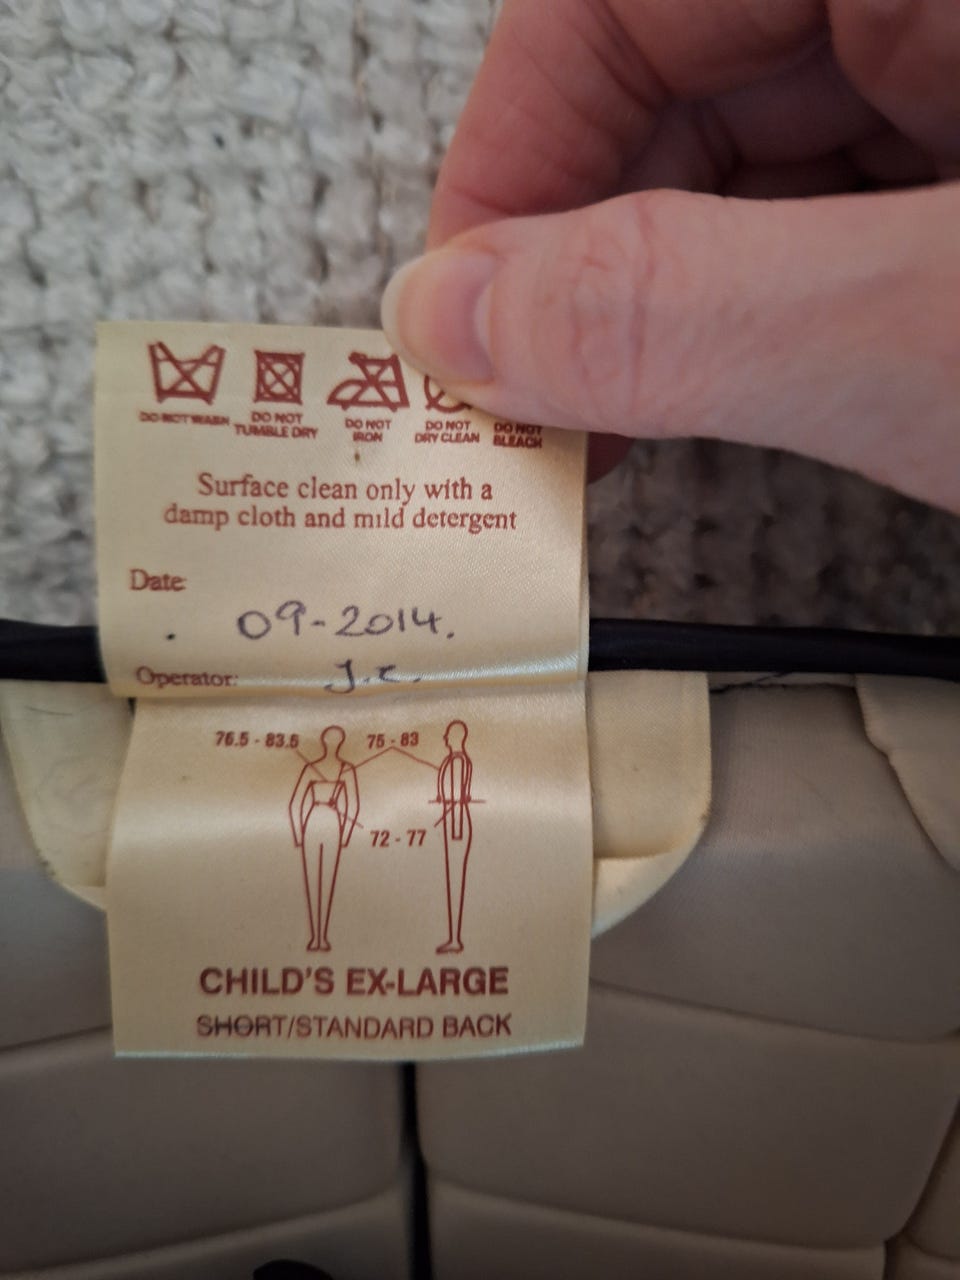 DO NOT WASH
DO NOT
TUMBLE DRY
DO NOT
IRON
DO NOT
DRY CLEAN
DO NOT
BLEACH
Surface clean only with a
damp cloth and mild detergent
Date:
09-2014.
Operator: J.C.
76.5 - 83.5
75 - 83
72 - 77
CHILD'S EX-LARGE
SHORT/STANDARD BACK